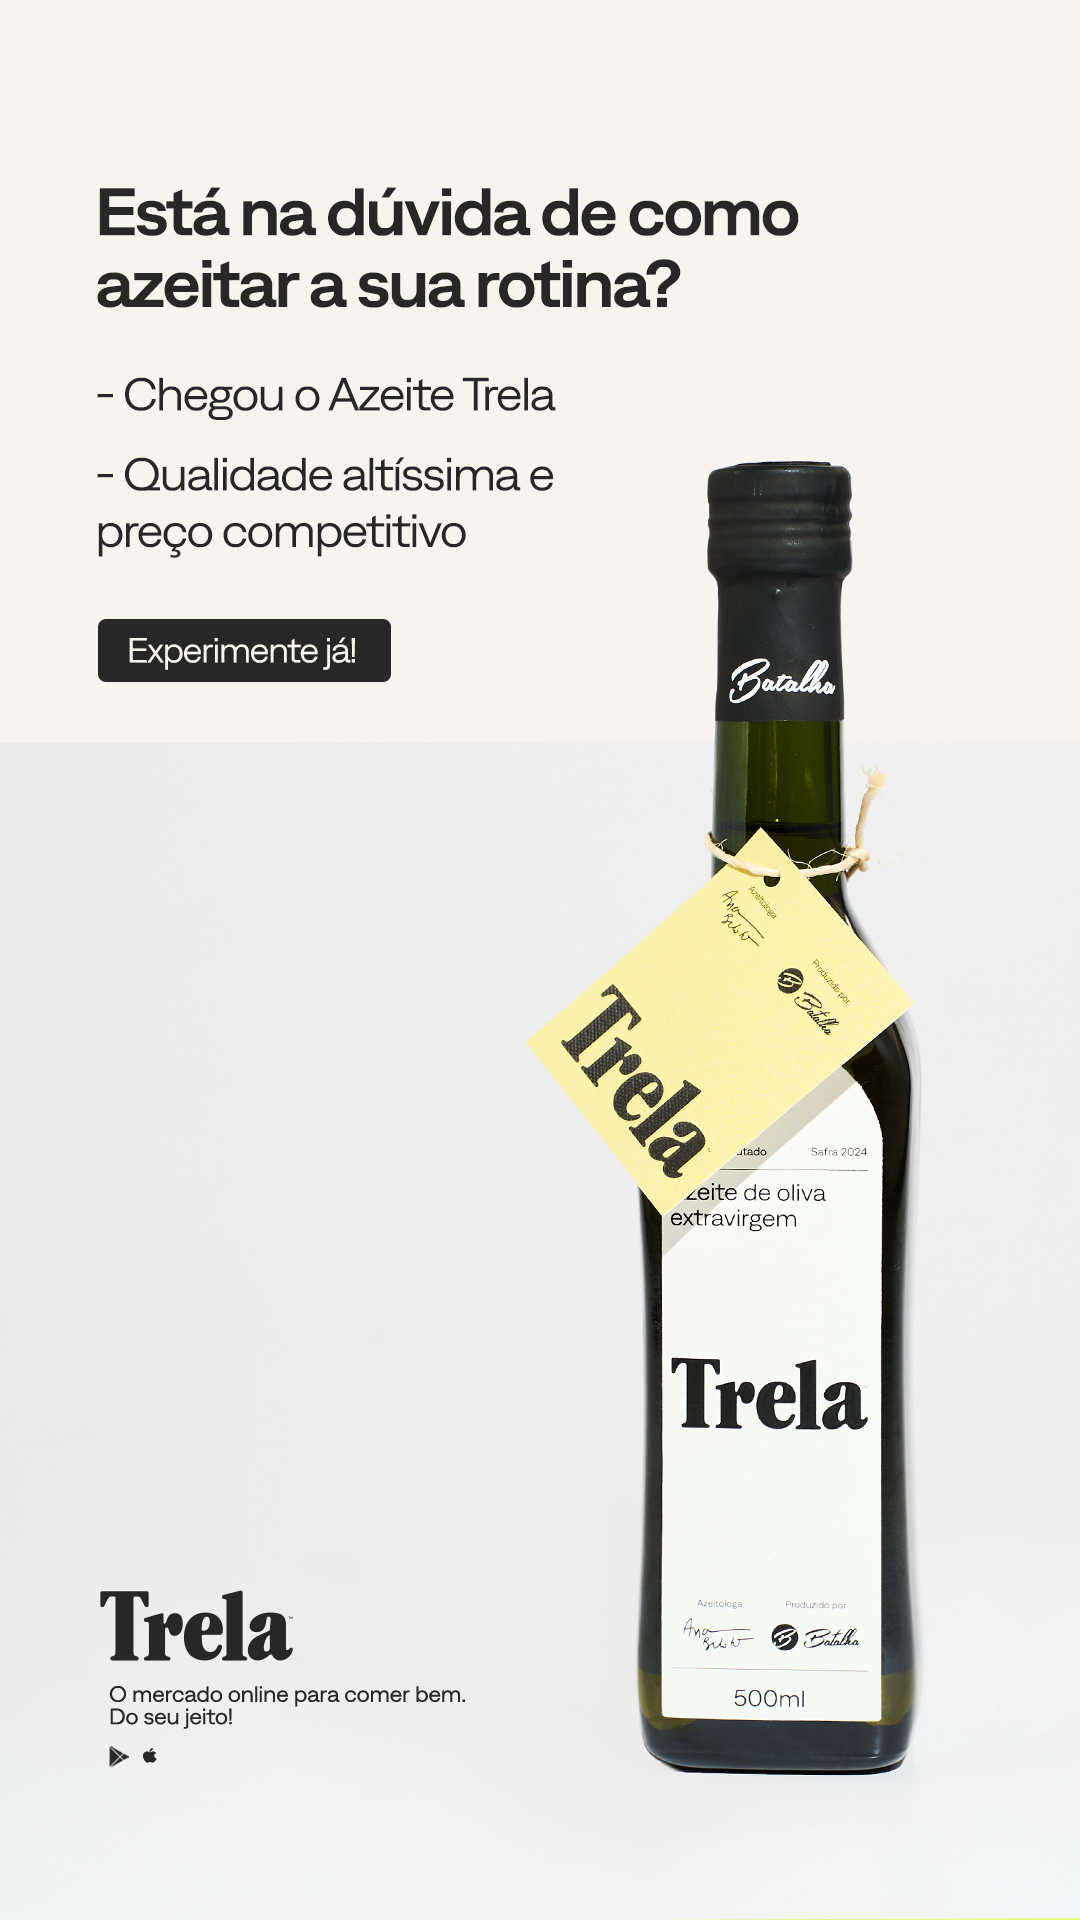 Está na dúvida de como
azeitar a sua rotina?
- Chegou o Azeite Trela
- Qualidade altíssima e
preço competitivo
Experimente já!
Batalha
Azeitóloga
Produzido por
B Batalha
Trela
Safra 2024
de oliva
extravirgem
Trela
Azeitóloga Produzido por
B Batalha
500ml
Trela™
O mercado online para comer bem.
Do seu jeito!